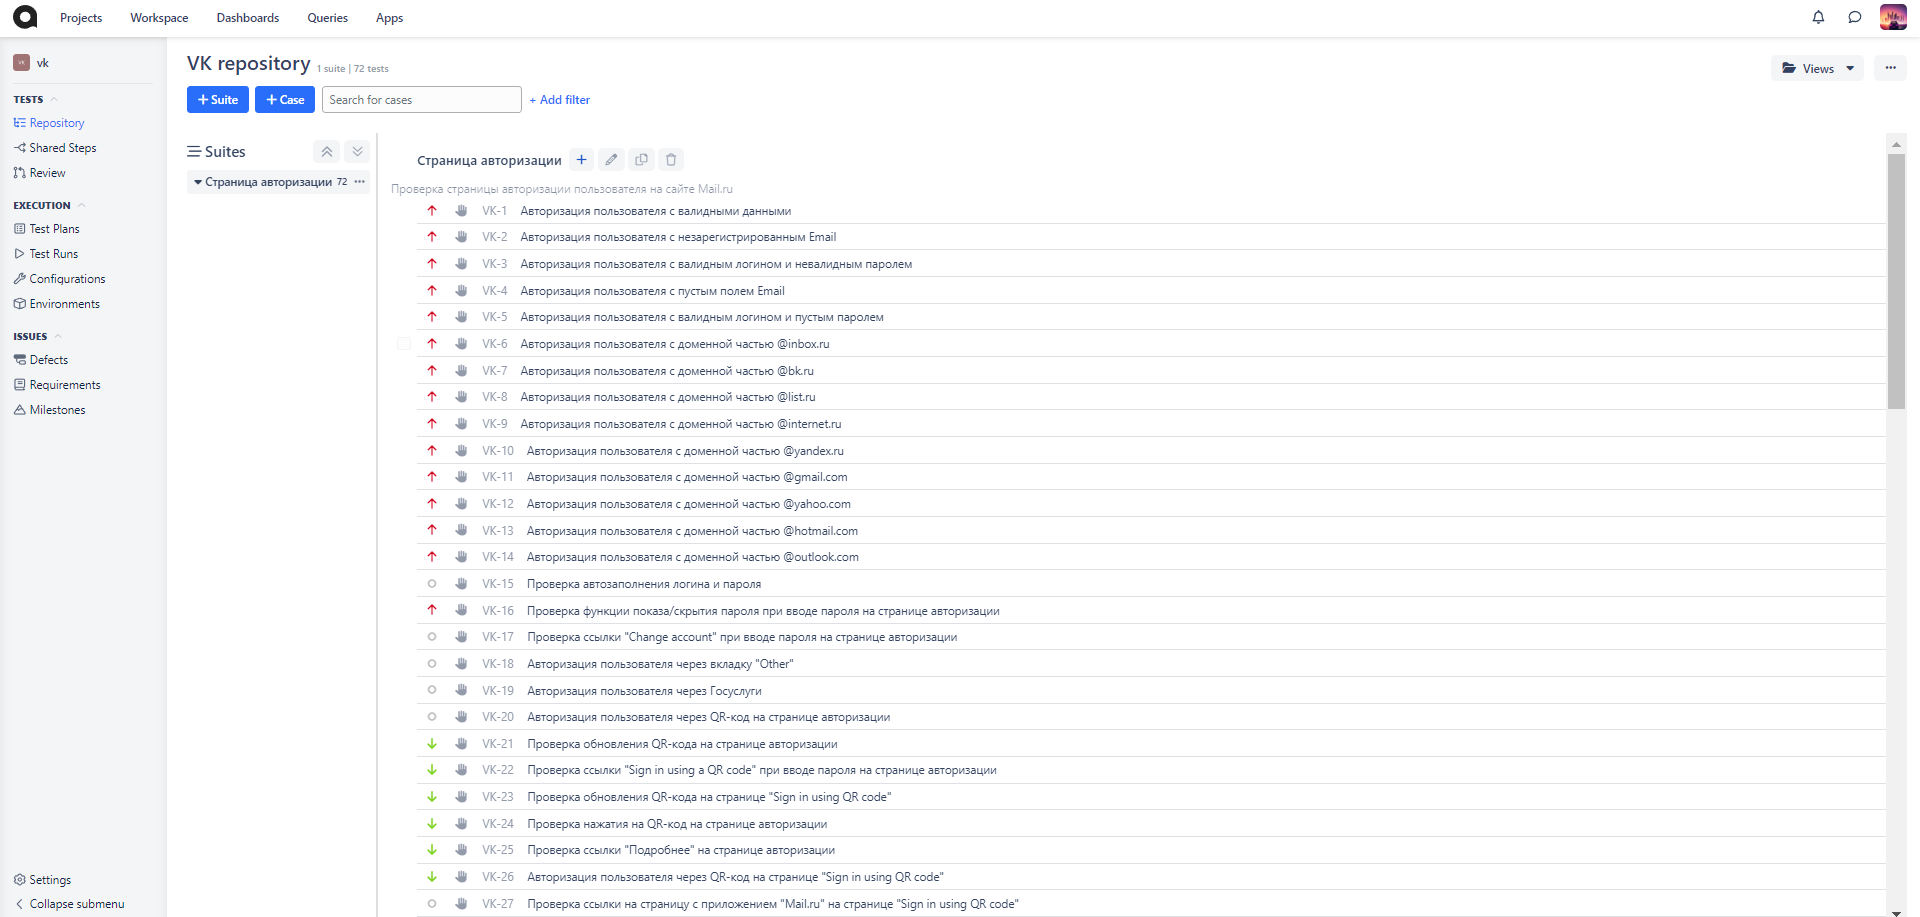 Projects Workspace Dashboards Queries Apps
vk
TESTS
Repository
Shared Steps
Review
EXECUTION
Test Plans
Test Runs
Configurations
Environments
ISSUES
Defects
Requirements
Milestones
Settings
Collapse submenu
VK repository 1 suite | 72 tests
Views
+ Suite + Case Search for cases + Add filter
Suites
Страница авторизации 72
Страница авторизации
Проверка страницы авторизации пользователя на сайте Mail.ru
VK-1 Авторизация пользователя с валидными данными
VK-2 Авторизация пользователя с незарегистрированным Email
VK-3 Авторизация пользователя с валидным логином и невалидным паролем
VK-4 Авторизация пользователя с пустым полем Email
VK-5 Авторизация пользователя с валидным логином и пустым паролем
VK-6 Авторизация пользователя с доменной частью @inbox.ru
VK-7 Авторизация пользователя с доменной частью @bk.ru
VK-8 Авторизация пользователя с доменной частью @list.ru
VK-9 Авторизация пользователя с доменной частью @internet.ru
VK-10 Авторизация пользователя с доменной частью @yandex.ru
VK-11 Авторизация пользователя с доменной частью @gmail.com
VK-12 Авторизация пользователя с доменной частью @yahoo.com
VK-13 Авторизация пользователя с доменной частью @hotmail.com
VK-14 Авторизация пользователя с доменной частью @outlook.com
VK-15 Проверка автозаполнения логина и пароля
VK-16 Проверка функции показа/скрытия пароля при вводе пароля на странице авторизации
VK-17 Проверка ссылки "Change account" при вводе пароля на странице авторизации
VK-18 Авторизация пользователя через вкладку "Other"
VK-19 Авторизация пользователя через Госуслуги
VK-20 Авторизация пользователя через QR-код на странице авторизации
VK-21 Проверка обновления QR-кода на странице авторизации
VK-22 Проверка ссылки "Sign in using a QR code" при вводе пароля на странице авторизации
VK-23 Проверка обновления QR-кода на странице "Sign in using QR code"
VK-24 Проверка нажатия на QR-код на странице авторизации
VK-25 Проверка ссылки "Подробнее" на странице авторизации
VK-26 Авторизация пользователя через QR-код на странице "Sign in using QR code"
VK-27 Проверка ссылки на страницу с приложением "Mail.ru" на странице "Sign in using QR code"